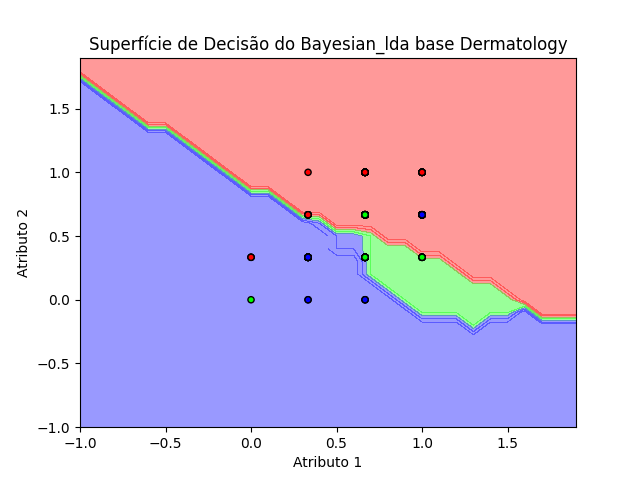 Superfície de Decisão do Bayesian_lda base Dermatology
1.5
1.0
0.5
0.0
−0.5
−1.0
Atributo 2
−1.0 −0.5 0.0 0.5 1.0 1.5
Atributo 1